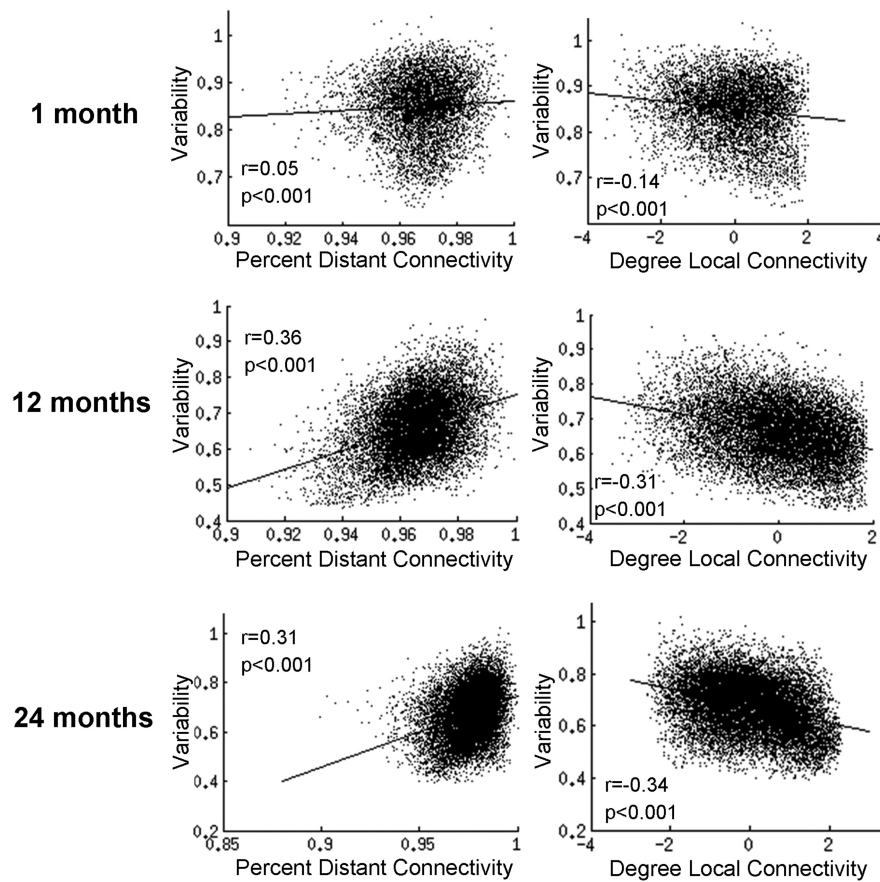 1 month
Variability
1
0.9
0.8
0.7
r=0.05
p<0.001
0.9 0.92 0.94 0.96 0.98 1
Percent Distant Connectivity
Variability
1
0.9
0.8
0.7
r=-0.14
p<0.001
-4 -2 0 2 4
Degree Local Connectivity
12 months
Variability
1
0.9
0.8
0.7
0.6
0.5
0.4
r=0.36
p<0.001
0.9 0.92 0.94 0.96 0.98 1
Percent Distant Connectivity
Variability
1
0.9
0.8
0.7
0.6
0.5
0.4
r=-0.31
p<0.001
-4 -2 0 2
Degree Local Connectivity
24 months
Variability
1
0.8
0.6
0.4
0.2
r=0.31
p<0.001
0.85 0.9 0.95 1
Percent Distant Connectivity
Variability
1
0.8
0.6
0.4
0.2
r=-0.34
p<0.001
-4 -2 0 2
Degree Local Connectivity